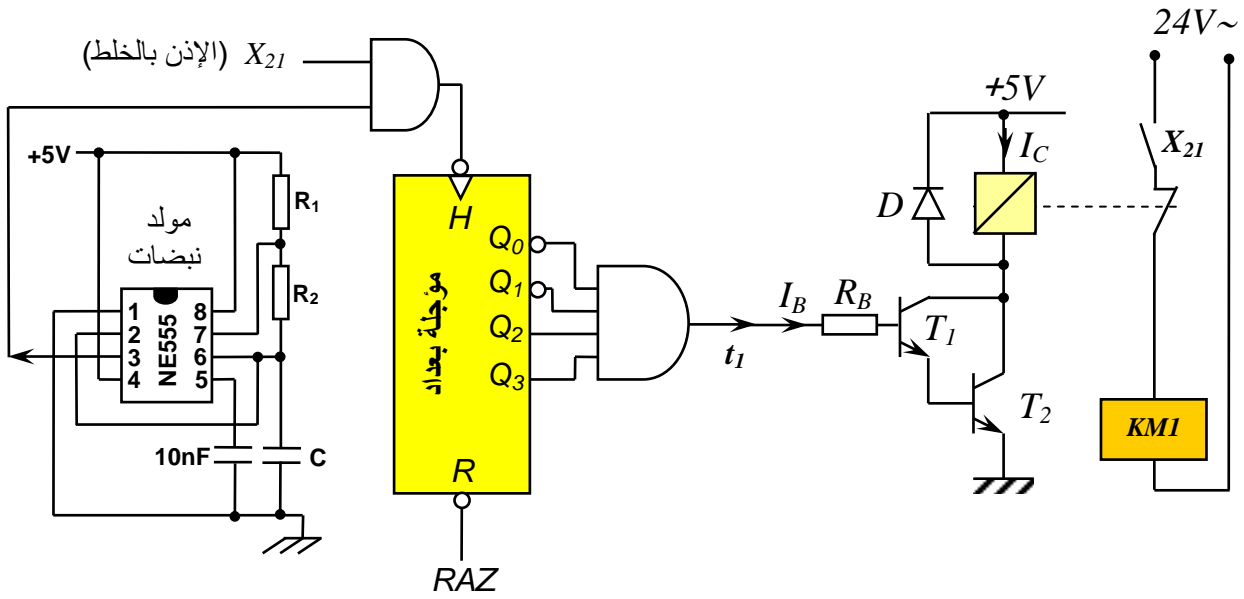 24V~
X21 (الإذن بالخلط)
+5V
+5V
X21
IC
R1
H
D
مولد
نبضات
Q0
R2
Q1
IB RB
1 8
2 7
3 6
4 5
NE555
مؤجلة بعداد
Q2
T1
t1
Q3
T2
KM1
10nF C
R
RAZ